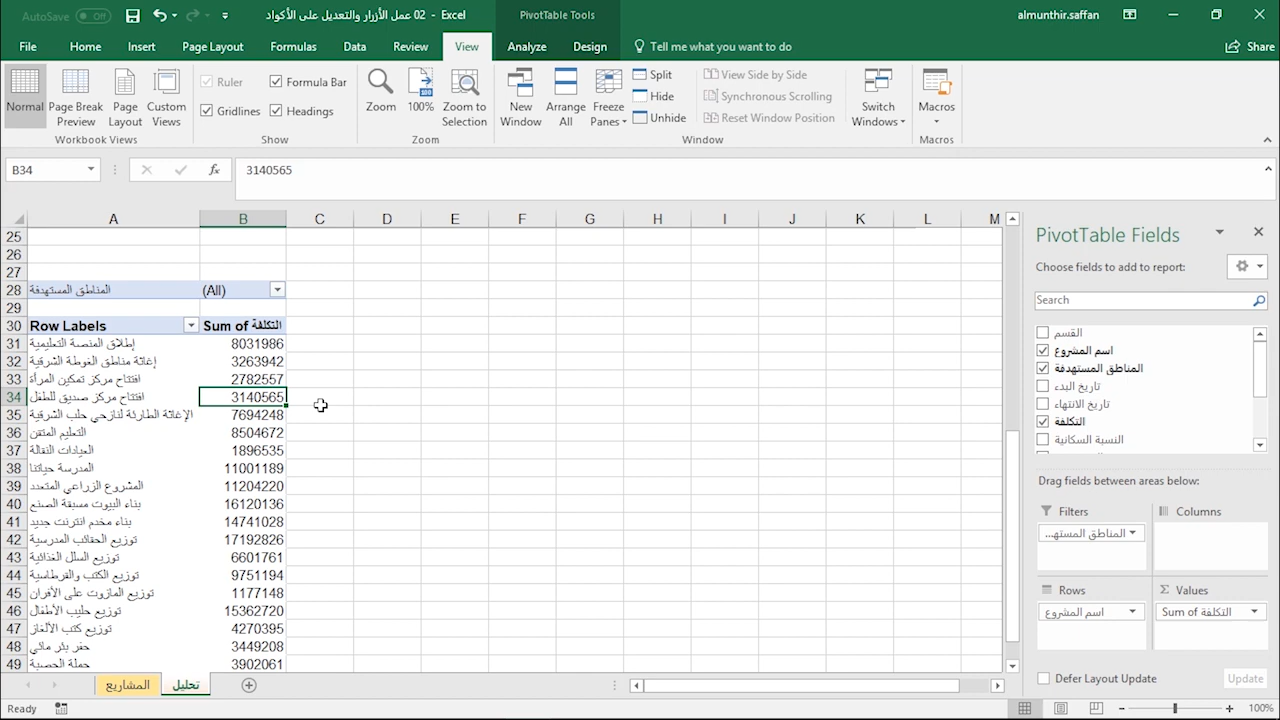 AutoSave Off
02 عمل الأزرار والتعديل على الأكواد - Excel
PivotTable Tools
almunthir.saffan
File Home Insert Page Layout Formulas Data Review View Analyze Design Tell me what you want to do Share
Normal
Page Break Preview
Page Layout
Custom Views
Workbook Views
Ruler
Formula Bar
Gridlines
Headings
Show
Zoom
100%
Zoom to Selection
Zoom
New Window
Arrange All
Freeze Panes
Split
Hide
Unhide
View Side by Side
Synchronous Scrolling
Reset Window Position
Window
Switch Windows
Macros
Macros
B34
fx
3140565
A B C D E F G H I J K L M
25
26
27
28 المناطق المستهدفة (All)
29
30 Row Labels Sum of التكلفة
31 إطلاق المنصة التعليمية 8031986
32 إغاثة مناطق الغوطة الشرقية 3263942
33 افتتاح مركز تمكين المرأة 2782557
34 افتتاح مركز صديق للطفل 3140565
35 الإغاثة الطارئة لنازحي حلب الشرقية 7694248
36 التعليم المتقن 8504672
37 العيادات النقالة 1896535
38 المدرسة حياتنا 11001189
39 المشروع الزراعي المتعدد 11204220
40 بناء البيوت مسبقة الصنع 16120136
41 بناء مخدم انترنت جديد 14741028
42 توزيع الحقائب المدرسية 17192826
43 توزيع السلل الغذائية 6601761
44 توزيع الكتب والقرطاسية 9751194
45 توزيع المازوت على الأفران 1177148
46 توزيع حليب الأطفال 15362720
47 توزيع كتب الألغاز 4270395
48 حفر بئر مائي 3449208
49 حملة الحصبة 3902061
PivotTable Fields
Choose fields to add to report:
Search
القسم
اسم المشروع
المناطق المستهدفة
تاريخ البدء
تاريخ الانتهاء
التكلفة
النسبة السكانية
Drag fields between areas below:
Filters
Columns
المناطق المستهـ...
Rows
Σ Values
اسم المشروع
Sum of التكلفة
Defer Layout Update
Update
المشاريع
تحليل
Ready
100%